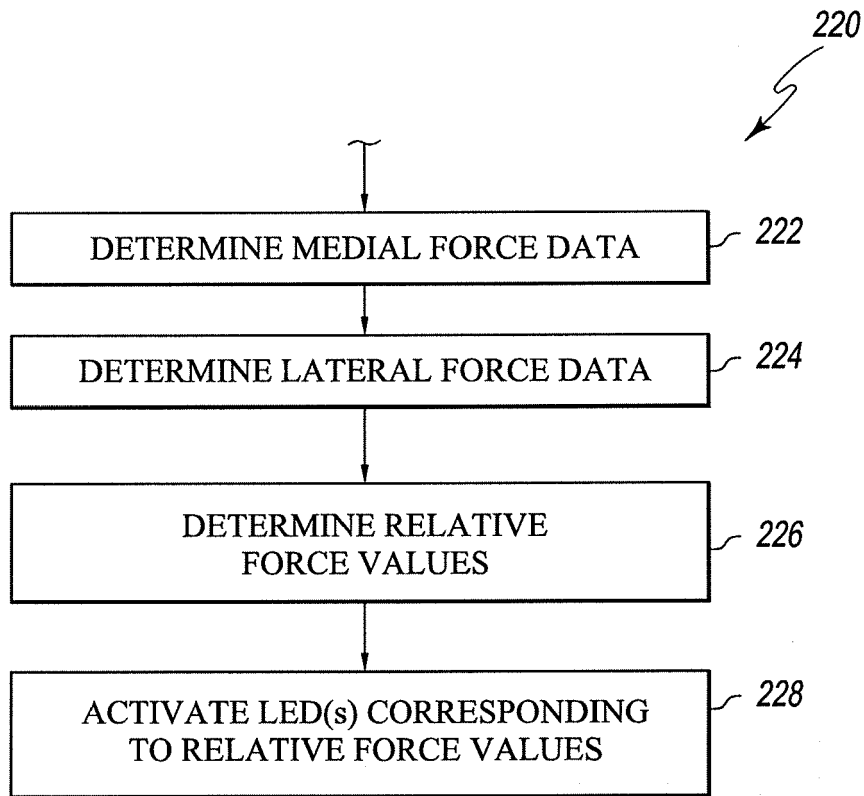 220
DETERMINE MEDIAL FORCE DATA
222
DETERMINE LATERAL FORCE DATA
224
DETERMINE RELATIVE
FORCE VALUES
226
ACTIVATE LED(s) CORRESPONDING
TO RELATIVE FORCE VALUES
228